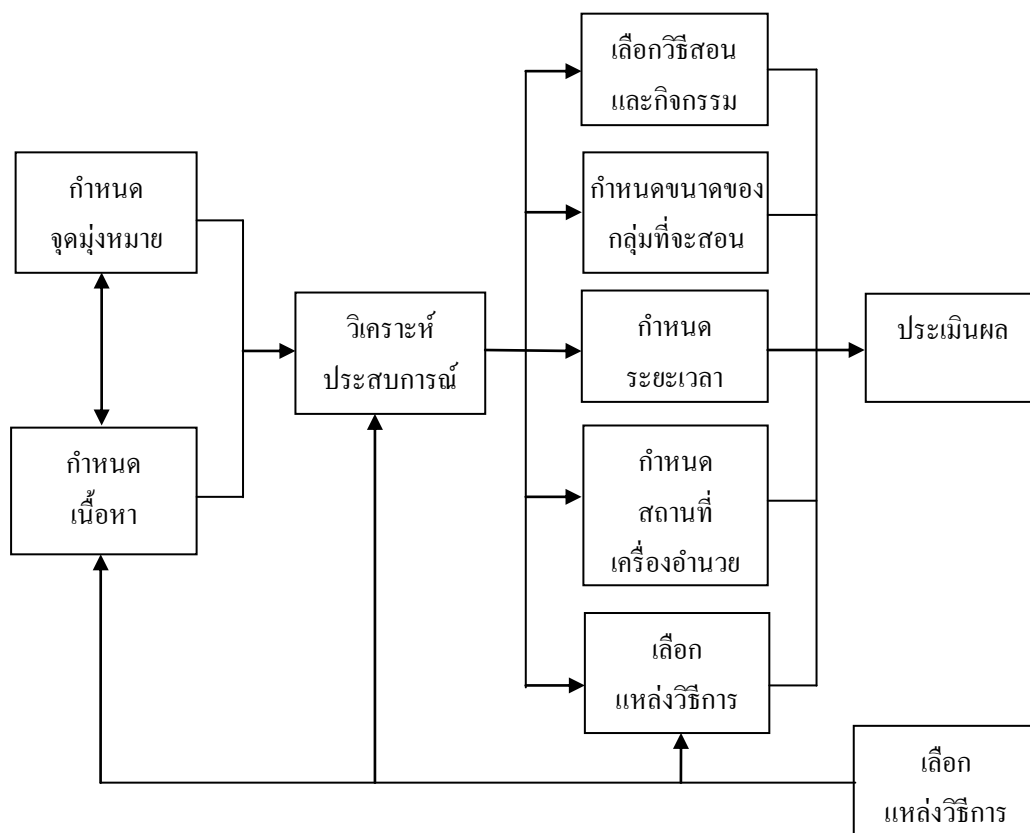 เลือกวิธีสอน
และกิจกรรม
กำหนด
จุดมุ่งหมาย
กำหนดขนาดของ
กลุ่มที่จะสอน
วิเคราะห์
ประสบการณ์
กำหนด
ระยะเวลา
ประเมินผล
กำหนด
เนื้อหา
กำหนด
สถานที่
เครื่องอำนวย
เลือก
แหล่งวิธีการ
เลือก
แหล่งวิธีการ